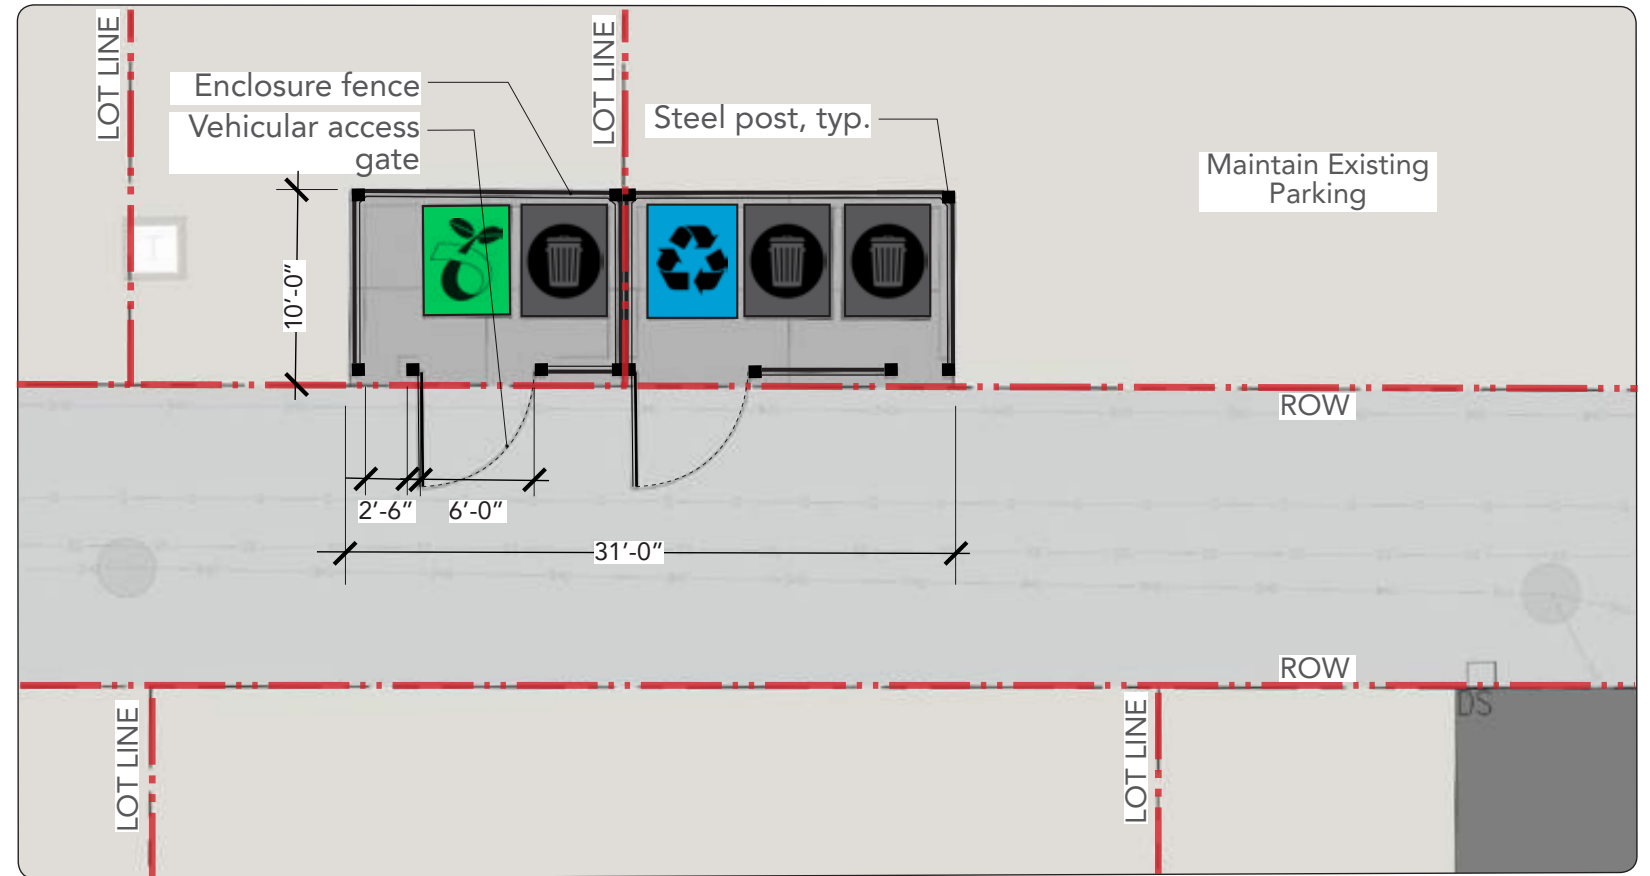 LOT LINE
LOT LINE
Enclosure fence
Vehicular access
gate
Steel post, typ.
Maintain Existing
Parking
10'-0"
ROW
2'-6"
6'-0"
31'-0"
ROW
DS
LOT LINE
LOT LINE